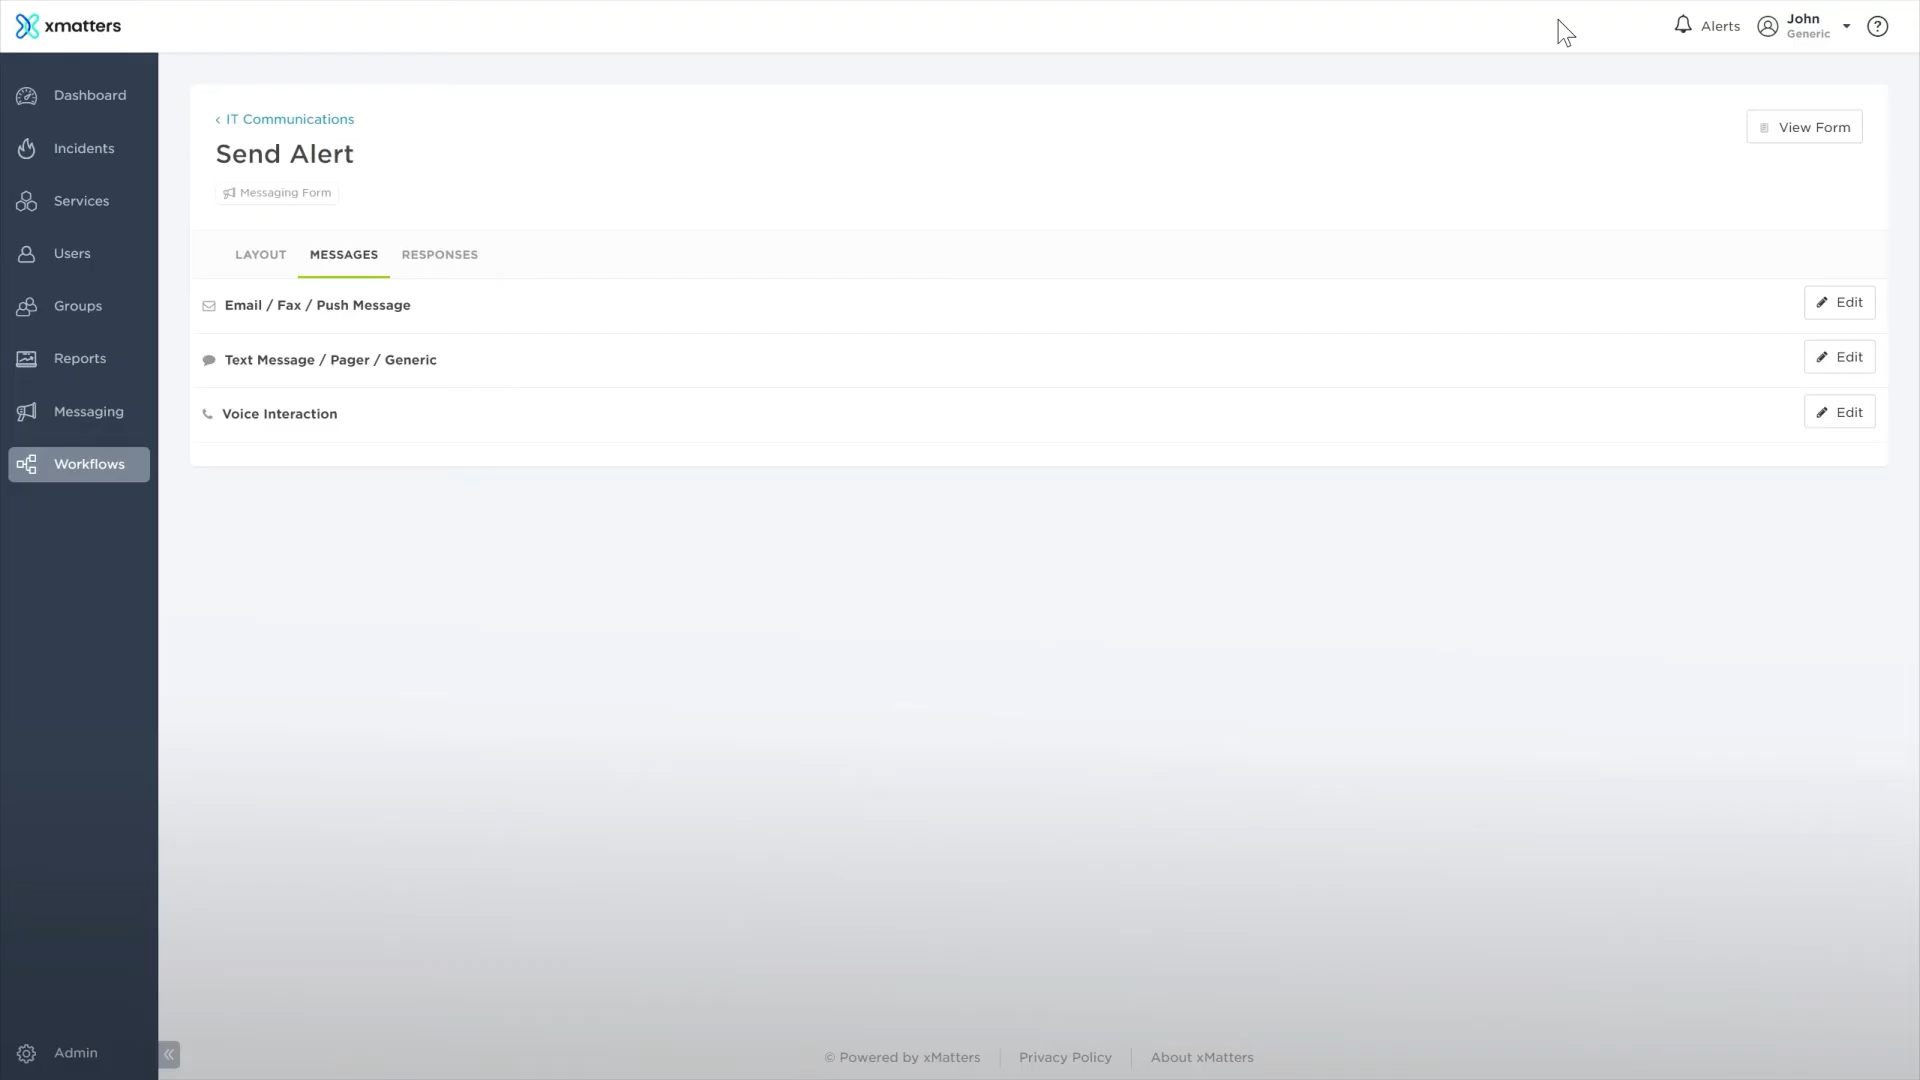 xmatters
Alerts
John
Generic
Dashboard
Incidents
Services
Users
Groups
Reports
Messaging
Workflows
Admin
IT Communications
Send Alert
Messaging Form
View Form
LAYOUT MESSAGES RESPONSES
Email / Fax / Push Message
Edit
Text Message / Pager / Generic
Edit
Voice Interaction
Edit
© Powered by xMatters
Privacy Policy
About xMatters